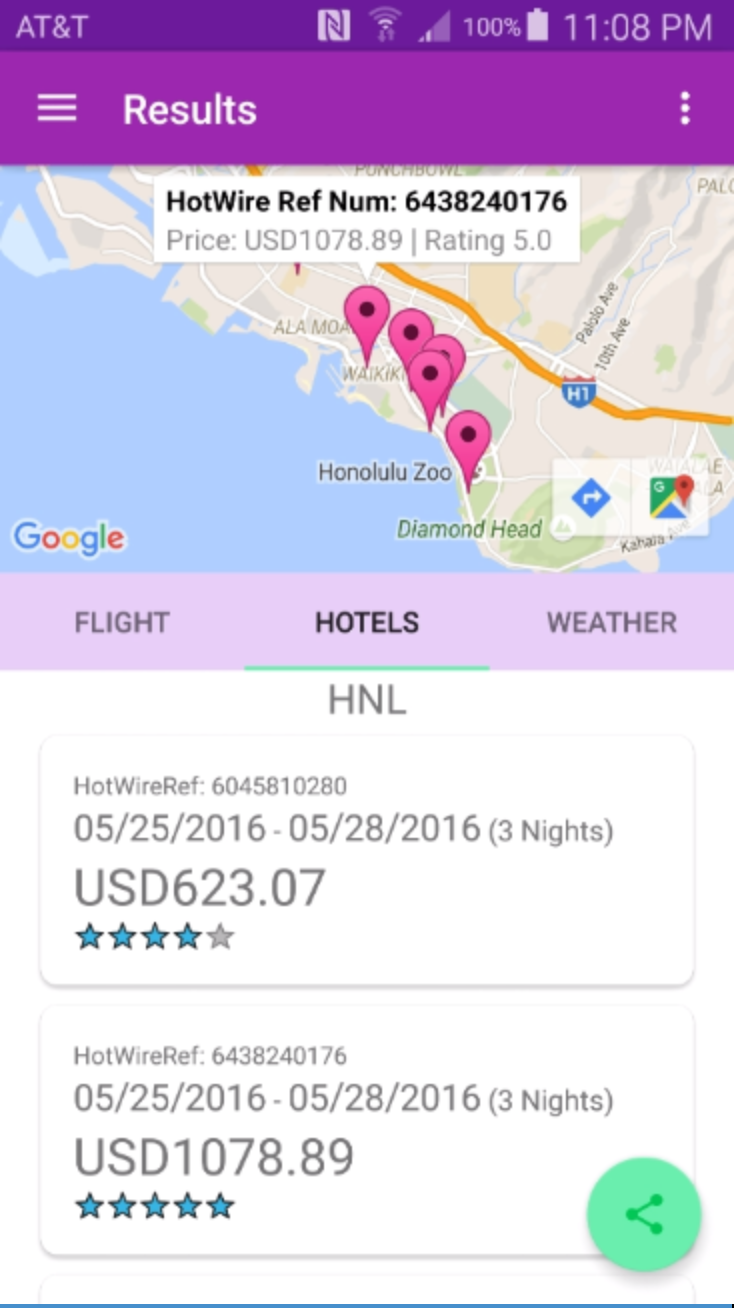 AT&T 100% 11:08 PM
Results
PUNCHBOWL
PALO
HotWire Ref Num: 6438240176
Price: USD1078.89 | Rating 5.0
Palolo Ave
10th Ave
ALA MOA
WAIKIKI
H1
Honolulu Zoo
WAIALAE
Diamond Head
Kahala Ave
Google
FLIGHT HOTELS WEATHER
HNL
HotWireRef: 6045810280
05/25/2016 - 05/28/2016 (3 Nights)
USD623.07
HotWireRef: 6438240176
05/25/2016 - 05/28/2016 (3 Nights)
USD1078.89